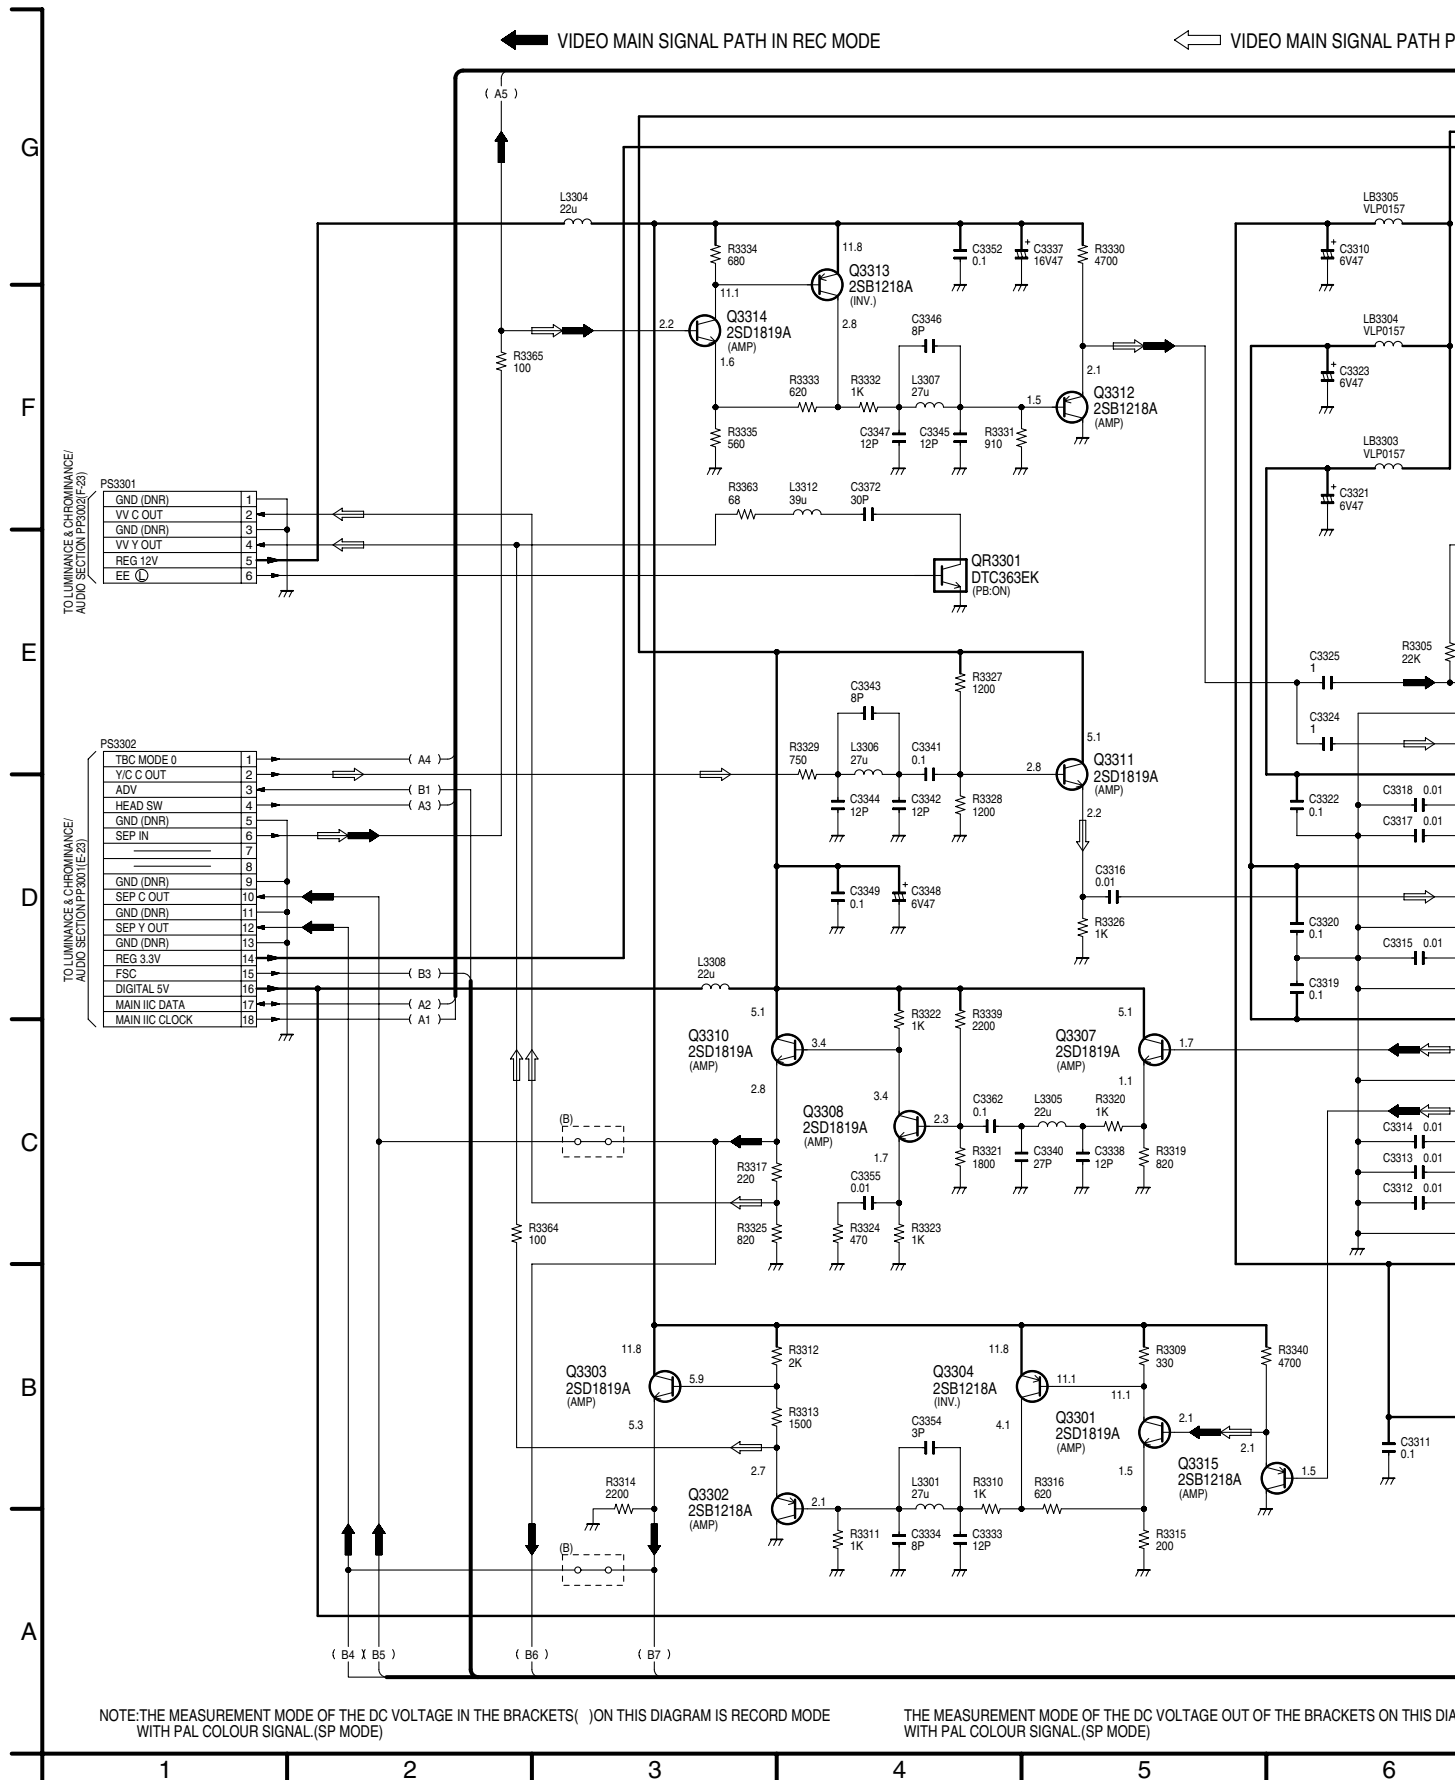 VIDEO MAIN SIGNAL PATH IN REC MODE
VIDEO MAIN SIGNAL PATH P
( A5 )
G
L3304
22u
LB3305
VLP0157
R3334
680
11.8
C3352
0.1
+
C3337
16V47
R3330
4700
+
C3310
6V47
Q3313
2SB1218A
(INV.)
11.1
Q3314
2SD1819A
(AMP)
2.2
2.8
C3346
8P
LB3304
VLP0157
R3365
100
1.6
2.1
+
C3323
6V47
F
R3333
620
R3332
1K
L3307
27u
1.5
Q3312
2SB1218A
(AMP)
R3335
560
C3347
12P
C3345
12P
R3331
910
LB3303
VLP0157
+
C3321
6V47
TO LUMINANCE & CHROMINANCE/
AUDIO SECTION PP3002(F-23)
PS3301
GND (DNR) 1
VV C OUT 2
GND (DNR) 3
VV Y OUT 4
REG 12V 5
EE Ⓛ 6
R3363
68
L3312
39u
C3372
30P
QR3301
DTC363EK
(PB:ON)
E
R3327
1200
C3325
1
R3305
22K
C3343
8P
C3324
1
5.1
R3329
750
L3306
27u
C3341
0.1
2.8
Q3311
2SD1819A
(AMP)
C3344
12P
C3342
12P
R3328
1200
2.2
C3322
0.1
C3318 0.01
C3317 0.01
TO LUMINANCE & CHROMINANCE/
AUDIO SECTION PP3001(E-23)
PS3302
TBC MODE 0 1
Y/C C OUT 2
ADV 3
HEAD SW 4
GND (DNR) 5
SEP IN 6
7
8
GND (DNR) 9
SEP C OUT 10
GND (DNR) 11
SEP Y OUT 12
GND (DNR) 13
REG 3.3V 14
FSC 15
DIGITAL 5V 16
MAIN IIC DATA 17
MAIN IIC CLOCK 18
( A4 )
( B1 )
( A3 )
( B3 )
( A2 )
( A1 )
D
C3349
0.1
+
C3348
6V47
C3316
0.01
R3326
1K
C3320
0.1
C3315 0.01
C3319
0.1
L3308
22u
5.1
R3322
1K
R3339
2200
5.1
Q3310
2SD1819A
(AMP)
3.4
Q3307
2SD1819A
(AMP)
1.7
2.8
3.4
1.1
Q3308
2SD1819A
(AMP)
2.3
C3362
0.1
L3305
22u
R3320
1K
C
(B)
C3314 0.01
C3313 0.01
C3312 0.01
R3317
220
1.7
R3321
1800
C3340
27P
C3338
12P
R3319
820
C3355
0.01
R3364
100
R3325
820
R3324
470
R3323
1K
11.8
R3312
2K
11.8
R3309
330
R3340
4700
B
Q3303
2SD1819A
(AMP)
5.9
Q3304
2SB1218A
(INV.)
11.1
11.1
5.3
R3313
1500
C3354
3P
4.1
Q3301
2SD1819A
(AMP)
2.1
2.1
C3311
0.1
2.7
1.5
Q3315
2SB1218A
(AMP)
1.5
R3314
2200
Q3302
2SB1218A
(AMP)
2.1
L3301
27u
R3310
1K
R3316
620
R3311
1K
C3334
8P
C3333
12P
R3315
200
(B)
A
( B4 )( B5 )
( B6 )
( B7 )
NOTE:THE MEASUREMENT MODE OF THE DC VOLTAGE IN THE BRACKETS( )ON THIS DIAGRAM IS RECORD MODE
WITH PAL COLOUR SIGNAL.(SP MODE)
THE MEASUREMENT MODE OF THE DC VOLTAGE OUT OF THE BRACKETS ON THIS DIA
WITH PAL COLOUR SIGNAL.(SP MODE)
1 2 3 4 5 6